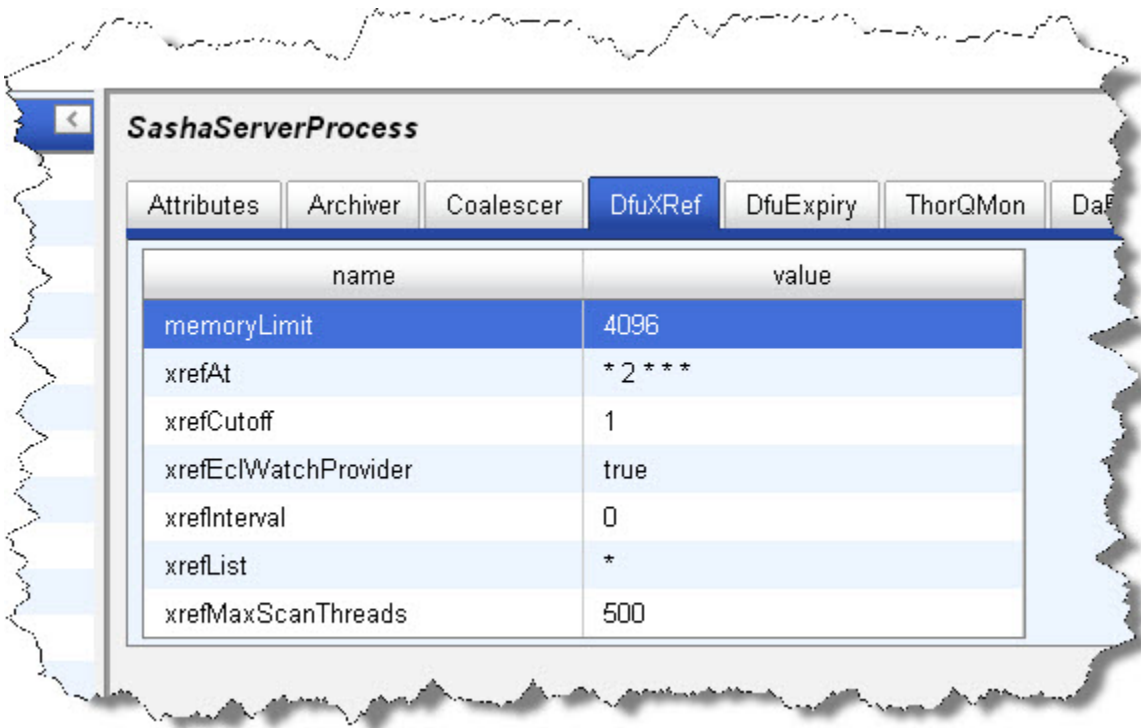 <
SashaServerProcess
Attributes Archiver Coalescer DfuXRef DfuExpiry ThorQMon
name value
memoryLimit 4096
xrefAt * 2 * * *
xrefCutoff 1
xrefEclWatchProvider true
xrefInterval 0
xrefList *
xrefMaxScanThreads 500